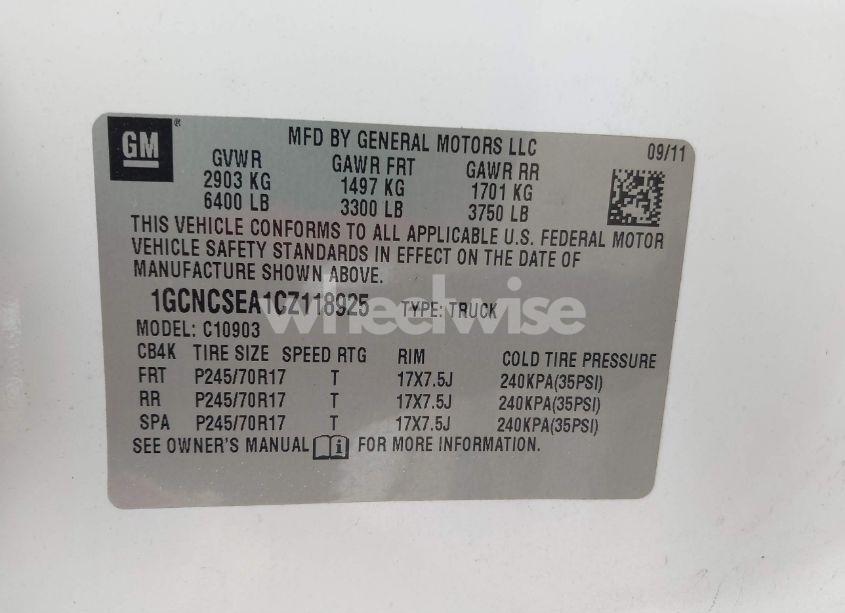 GM
MFD BY GENERAL MOTORS LLC 09/11
GVWR GAWR FRT GAWR RR
2903 KG 1497 KG 1701 KG
6400 LB 3300 LB 3750 LB
THIS VEHICLE CONFORMS TO ALL APPLICABLE U.S. FEDERAL MOTOR
VEHICLE SAFETY STANDARDS IN EFFECT ON THE DATE OF
MANUFACTURE SHOWN ABOVE.
1GCNCSEA1CZ118925 TYPE: TRUCK
wheelwise
MODEL: C10903
CB4K TIRE SIZE SPEED RTG RIM COLD TIRE PRESSURE
FRT P245/70R17 T 17X7.5J 240KPA(35PSI)
RR P245/70R17 T 17X7.5J 240KPA(35PSI)
SPA P245/70R17 T 17X7.5J 240KPA(35PSI)
SEE OWNER'S MANUAL FOR MORE INFORMATION.